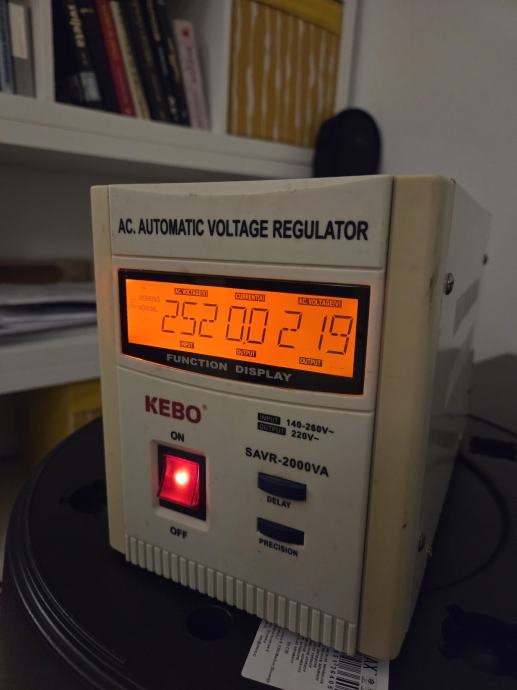 AC. AUTOMATIC VOLTAGE REGULATOR
AC.VOLTAGE(V) CURRENT(A) AC.VOLTAGE(V)
WORKING
NORMAL
252 0.0 219
INPUT OUTPUT OUTPUT
FUNCTION DISPLAY
KEBO®
INPUT 140-260V~
OUTPUT 220V~
ON
SAVR-2000VA
DELAY
OFF
PRECISION